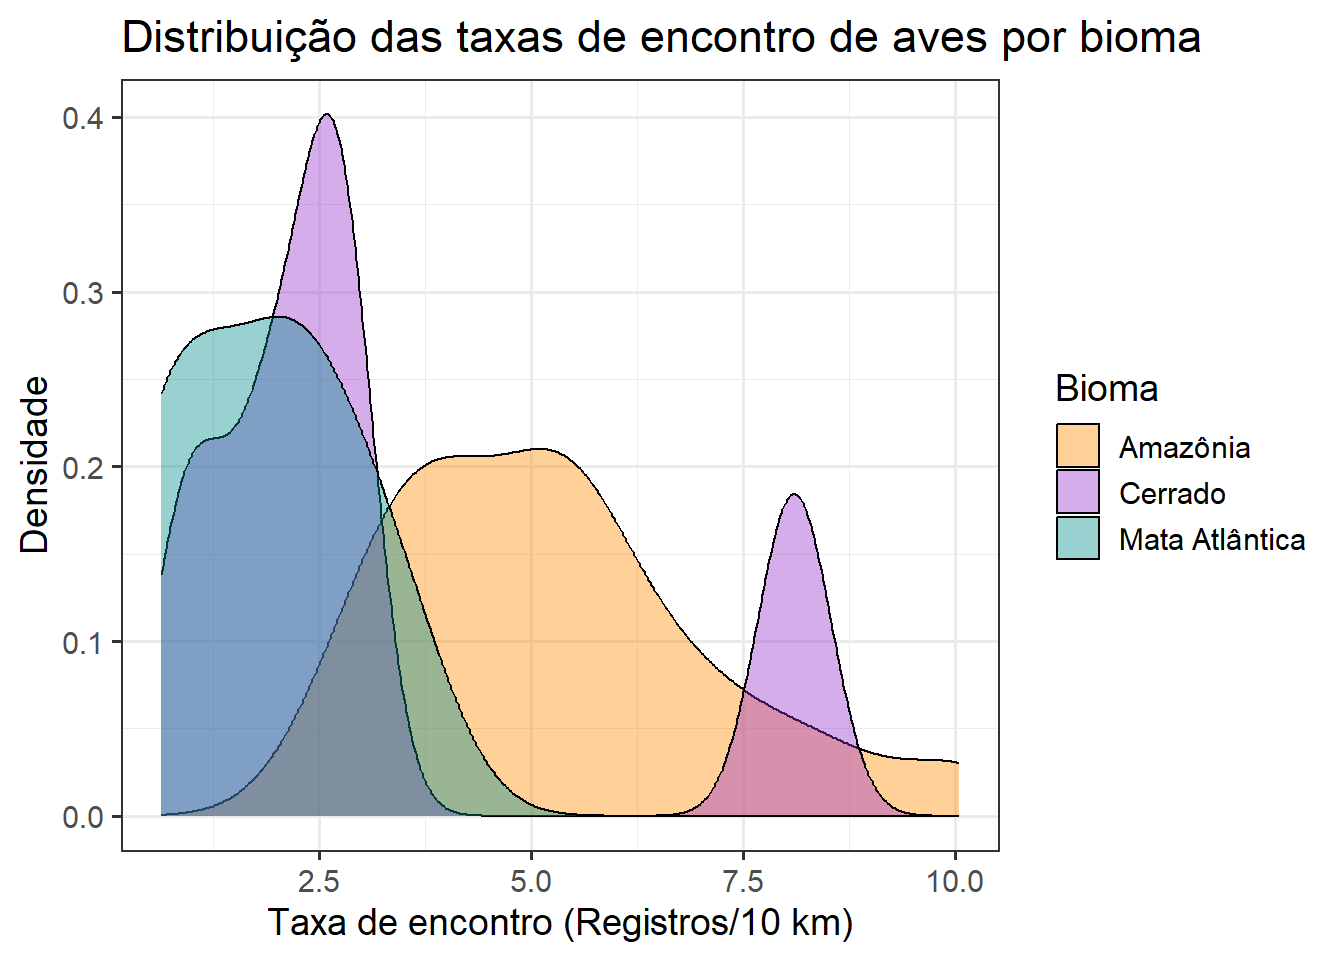 Distribuição das taxas de encontro de aves por bioma
Densidade
0.4
0.3
0.2
0.1
0.0
2.5 5.0 7.5 10.0
Taxa de encontro (Registros/10 km)
Bioma
Amazônia
Cerrado
Mata Atlântica